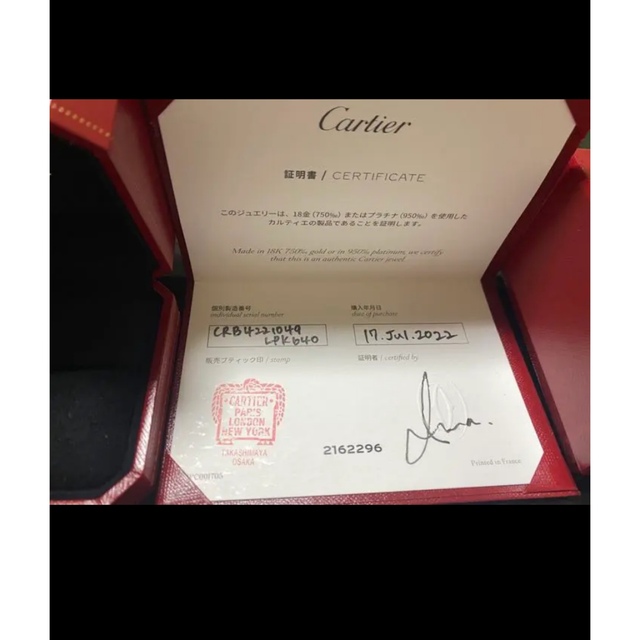 Cartier
証明書 / CERTIFICATE
このジュエリーは、18金(750‰)またはプラチナ(950‰)を使用した
カルティエの製品であることを証明します。
Made in 18K 750‰ gold or in 950‰ platinum, we certify
that this is an authentic Cartier jewel.
個別製造番号
individual serial number
購入年月日
date of purchase
CRB4221049
LPK640
17. Jul. 2022
販売ブティック印 / stamp
証明者 / certified by
CARTIER
PARIS
LONDON
NEW YORK
TAKASHIMAYA
OSAKA
2162296
Printed in France